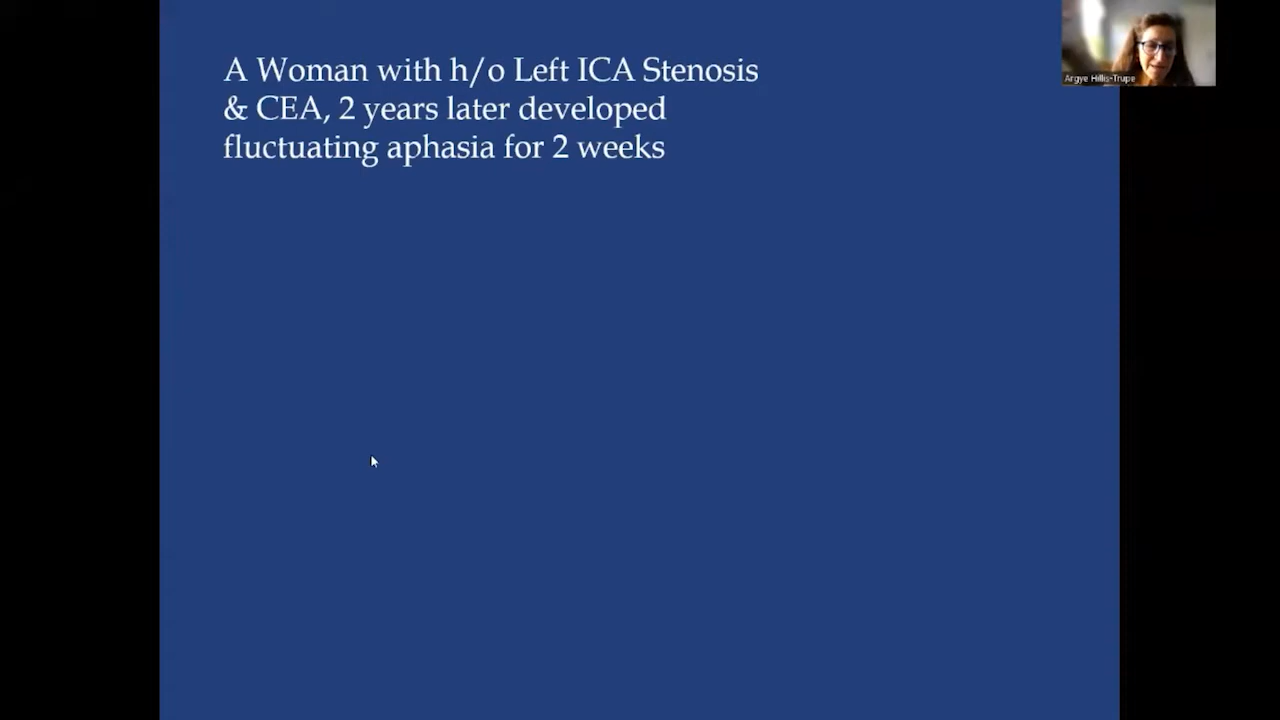 A Woman with h/o Left ICA Stenosis
& CEA, 2 years later developed
fluctuating aphasia for 2 weeks
Argye Hillis-Trupe